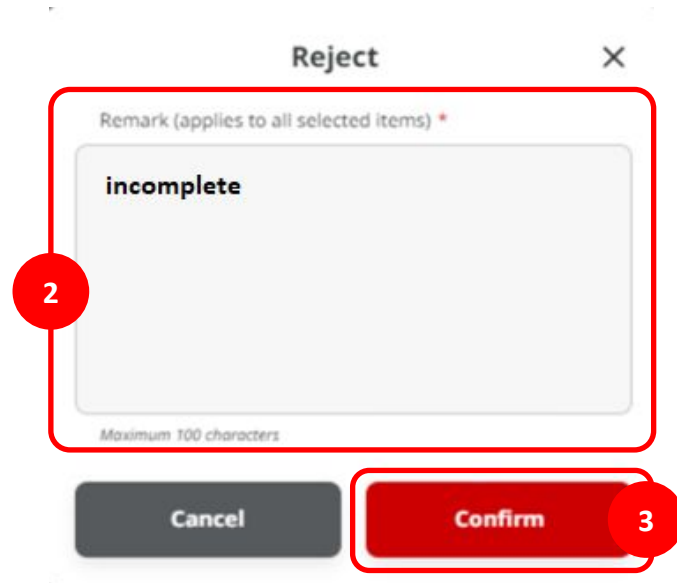 Reject
Remark (applies to all selected items) *
incomplete
2
Maximum 100 characters
Cancel
Confirm
3